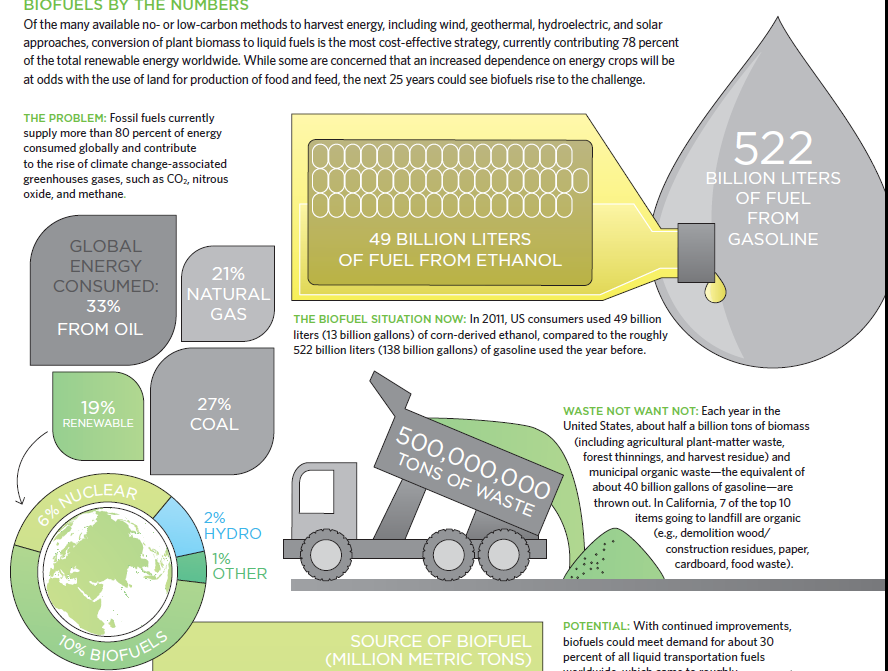 BIOFUELS BY THE NUMBERS
Of the many available no- or low-carbon methods to harvest energy, including wind, geothermal, hydroelectric, and solar
approaches, conversion of plant biomass to liquid fuels is the most cost-effective strategy, currently contributing 78 percent
of the total renewable energy worldwide. While some are concerned that an increased dependence on energy crops will be
at odds with the use of land for production of food and feed, the next 25 years could see biofuels rise to the challenge.
THE PROBLEM: Fossil fuels currently
supply more than 80 percent of energy
consumed globally and contribute
to the rise of climate change-associated
greenhouses gases, such as CO₂, nitrous
oxide, and methane.
GLOBAL
ENERGY
CONSUMED:
33%
FROM OIL
21%
NATURAL
GAS
19%
RENEWABLE
27%
COAL
6% NUCLEAR
2%
HYDRO
1%
OTHER
10% BIOFUELS
49 BILLION LITERS
OF FUEL FROM ETHANOL
522
BILLION LITERS
OF FUEL
FROM
GASOLINE
THE BIOFUEL SITUATION NOW: In 2011, US consumers used 49 billion
liters (13 billion gallons) of corn-derived ethanol, compared to the roughly
522 billion liters (138 billion gallons) of gasoline used the year before.
500,000,000
TONS OF WASTE
WASTE NOT WANT NOT: Each year in the
United States, about half a billion tons of biomass
(including agricultural plant-matter waste,
forest thinnings, and harvest residue) and
municipal organic waste—the equivalent of
about 40 billion gallons of gasoline—are
thrown out. In California, 7 of the top 10
items going to landfill are organic
(e.g., demolition wood/
construction residues, paper,
cardboard, food waste).
SOURCE OF BIOFUEL
(MILLION METRIC TONS)
POTENTIAL: With continued improvements,
biofuels could meet demand for about 30
percent of all liquid transportation fuels